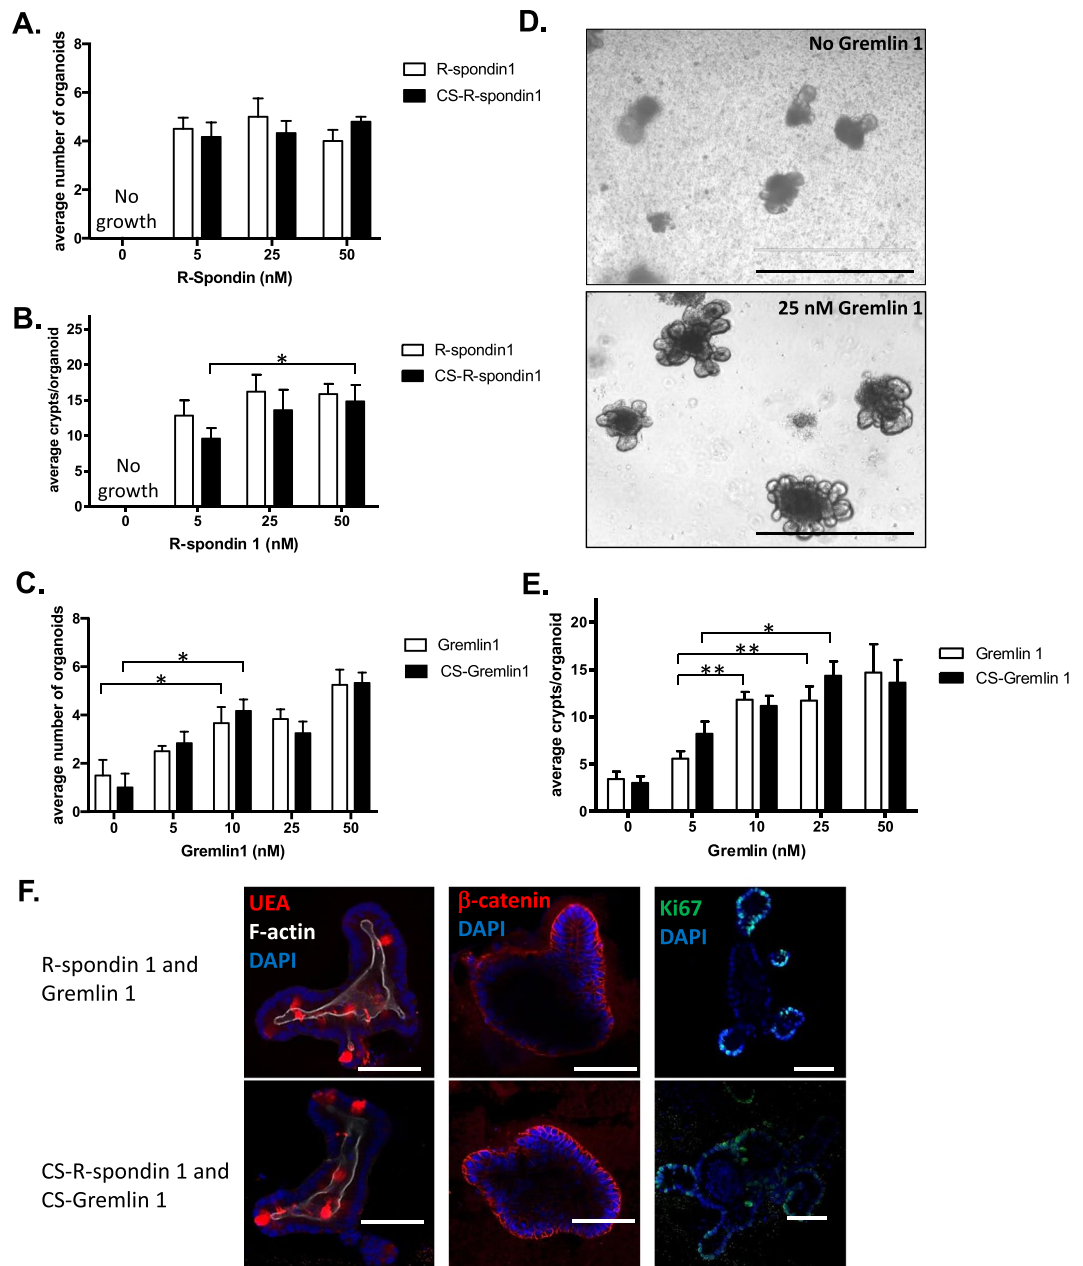 A.
average number of organoids
8
6
4
2
0
No
growth
R-spondin1
CS-R-spondin1
0 5 25 50
R-Spondin (nM)
B.
average crypts/organoid
25
20
15
10
5
0
No
growth
*
R-spondin1
CS-R-spondin1
0 5 25 50
R-spondin 1 (nM)
C.
average number of organoids
8
6
4
2
0
*
*
Gremlin1
CS-Gremlin1
0 5 10 25 50
Gremlin1 (nM)
D.
No Gremlin 1
25 nM Gremlin 1
E.
average crypts/organoid
20
15
10
5
0
*
**
**
Gremlin 1
CS-Gremlin 1
0 5 10 25 50
Gremlin (nM)
F.
UEA
F-actin
DAPI
β-catenin
DAPI
Ki67
DAPI
R-spondin 1 and
Gremlin 1
CS-R-spondin 1 and
CS-Gremlin 1